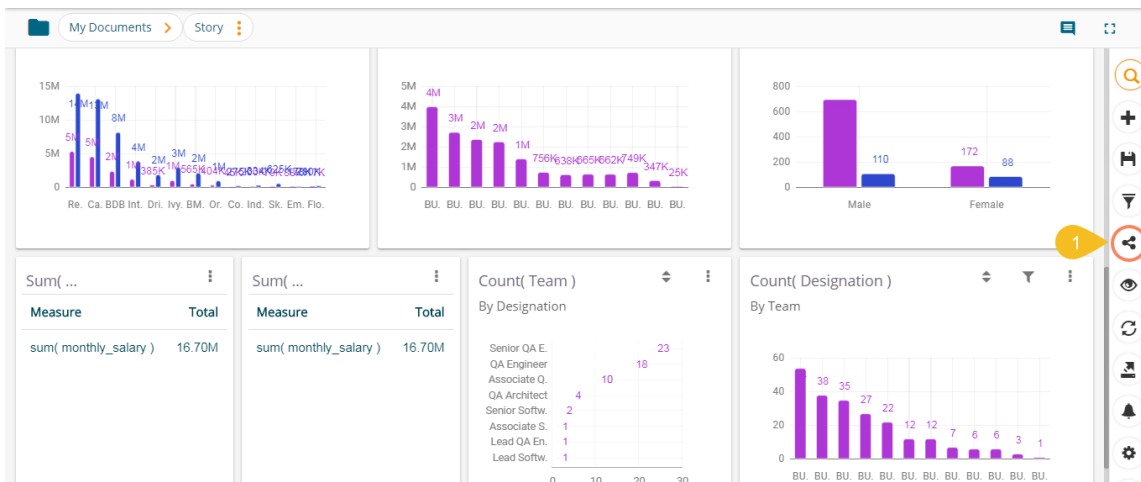 My Documents
Story
15M
10M
5M
0
5M
14M
5M
13M
2M
8M
1M
4M
385K
2M
1M
3M
565K
2M
404K
1M
625K
Re. Ca. BDB Int. Dri. Ivy. BM. Or. Co. Ind. Sk. Em. Flo.
5M
4M
3M
2M
1M
0
4M
3M
2M
2M
1M
756K
638K
665K
662K
749K
347K
25K
BU. BU. BU. BU. BU. BU. BU. BU. BU. BU. BU. BU.
800
600
400
200
0
110
172
88
Male Female
1
Sum( ...
Measure Total
sum( monthly_salary ) 16.70M
Sum( ...
Measure Total
sum( monthly_salary ) 16.70M
Count( Team )
By Designation
Senior QA E. 23
QA Engineer 18
Associate Q. 10
QA Architect 4
Senior Softw. 2
Associate S. 1
Lead QA En. 1
Lead Softw. 1
0 10 20 30
Count( Designation )
By Team
60
40
20
0
38
35
27
22
12
12
7
6
6
3
1
BU. BU. BU. BU. BU. BU. BU. BU. BU. BU. BU. BU.